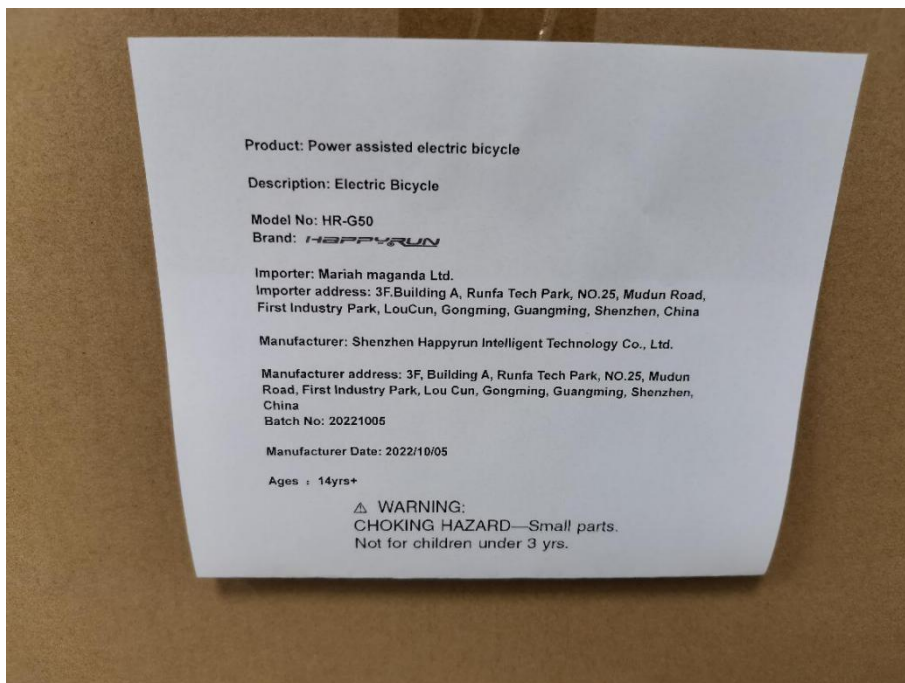 Product: Power assisted electric bicycle
Description: Electric Bicycle
Model No: HR-G50
Brand: HAPPYRUN
Importer: Mariah maganda Ltd.
Importer address: 3F.Building A, Runfa Tech Park, NO.25, Mudun Road,
First Industry Park, LouCun, Gongming, Guangming, Shenzhen, China
Manufacturer: Shenzhen Happyrun Intelligent Technology Co., Ltd.
Manufacturer address: 3F, Building A, Runfa Tech Park, NO.25, Mudun
Road, First Industry Park, Lou Cun, Gongming, Guangming, Shenzhen,
China
Batch No: 20221005
Manufacturer Date: 2022/10/05
Ages : 14yrs+
⚠ WARNING:
CHOKING HAZARD—Small parts.
Not for children under 3 yrs.